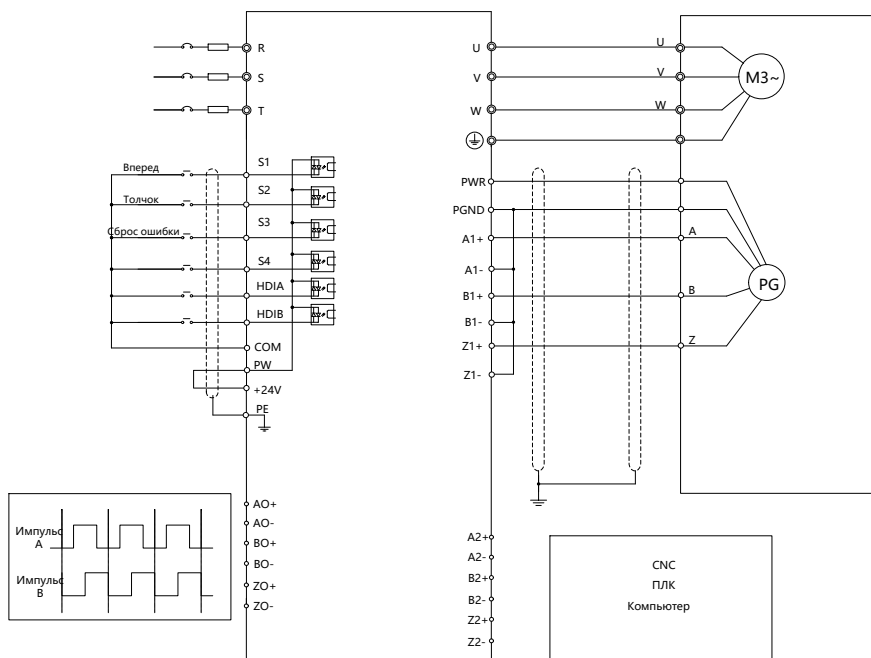 R
S
T
U
V
W
U
V
W
M3~
Вперед
Толчок
Сброс ошибки
S1
S2
S3
S4
HDIA
HDIB
COM
PW
+24V
PE
PWR
PGND
A1+
A1-
B1+
B1-
Z1+
Z1-
A
B
Z
PG
AO+
AO-
BO+
BO-
ZO+
ZO-
Импульс
A
Импульс
B
A2+
A2-
B2+
B2-
Z2+
Z2-
CNC
ПЛК
Компьютер